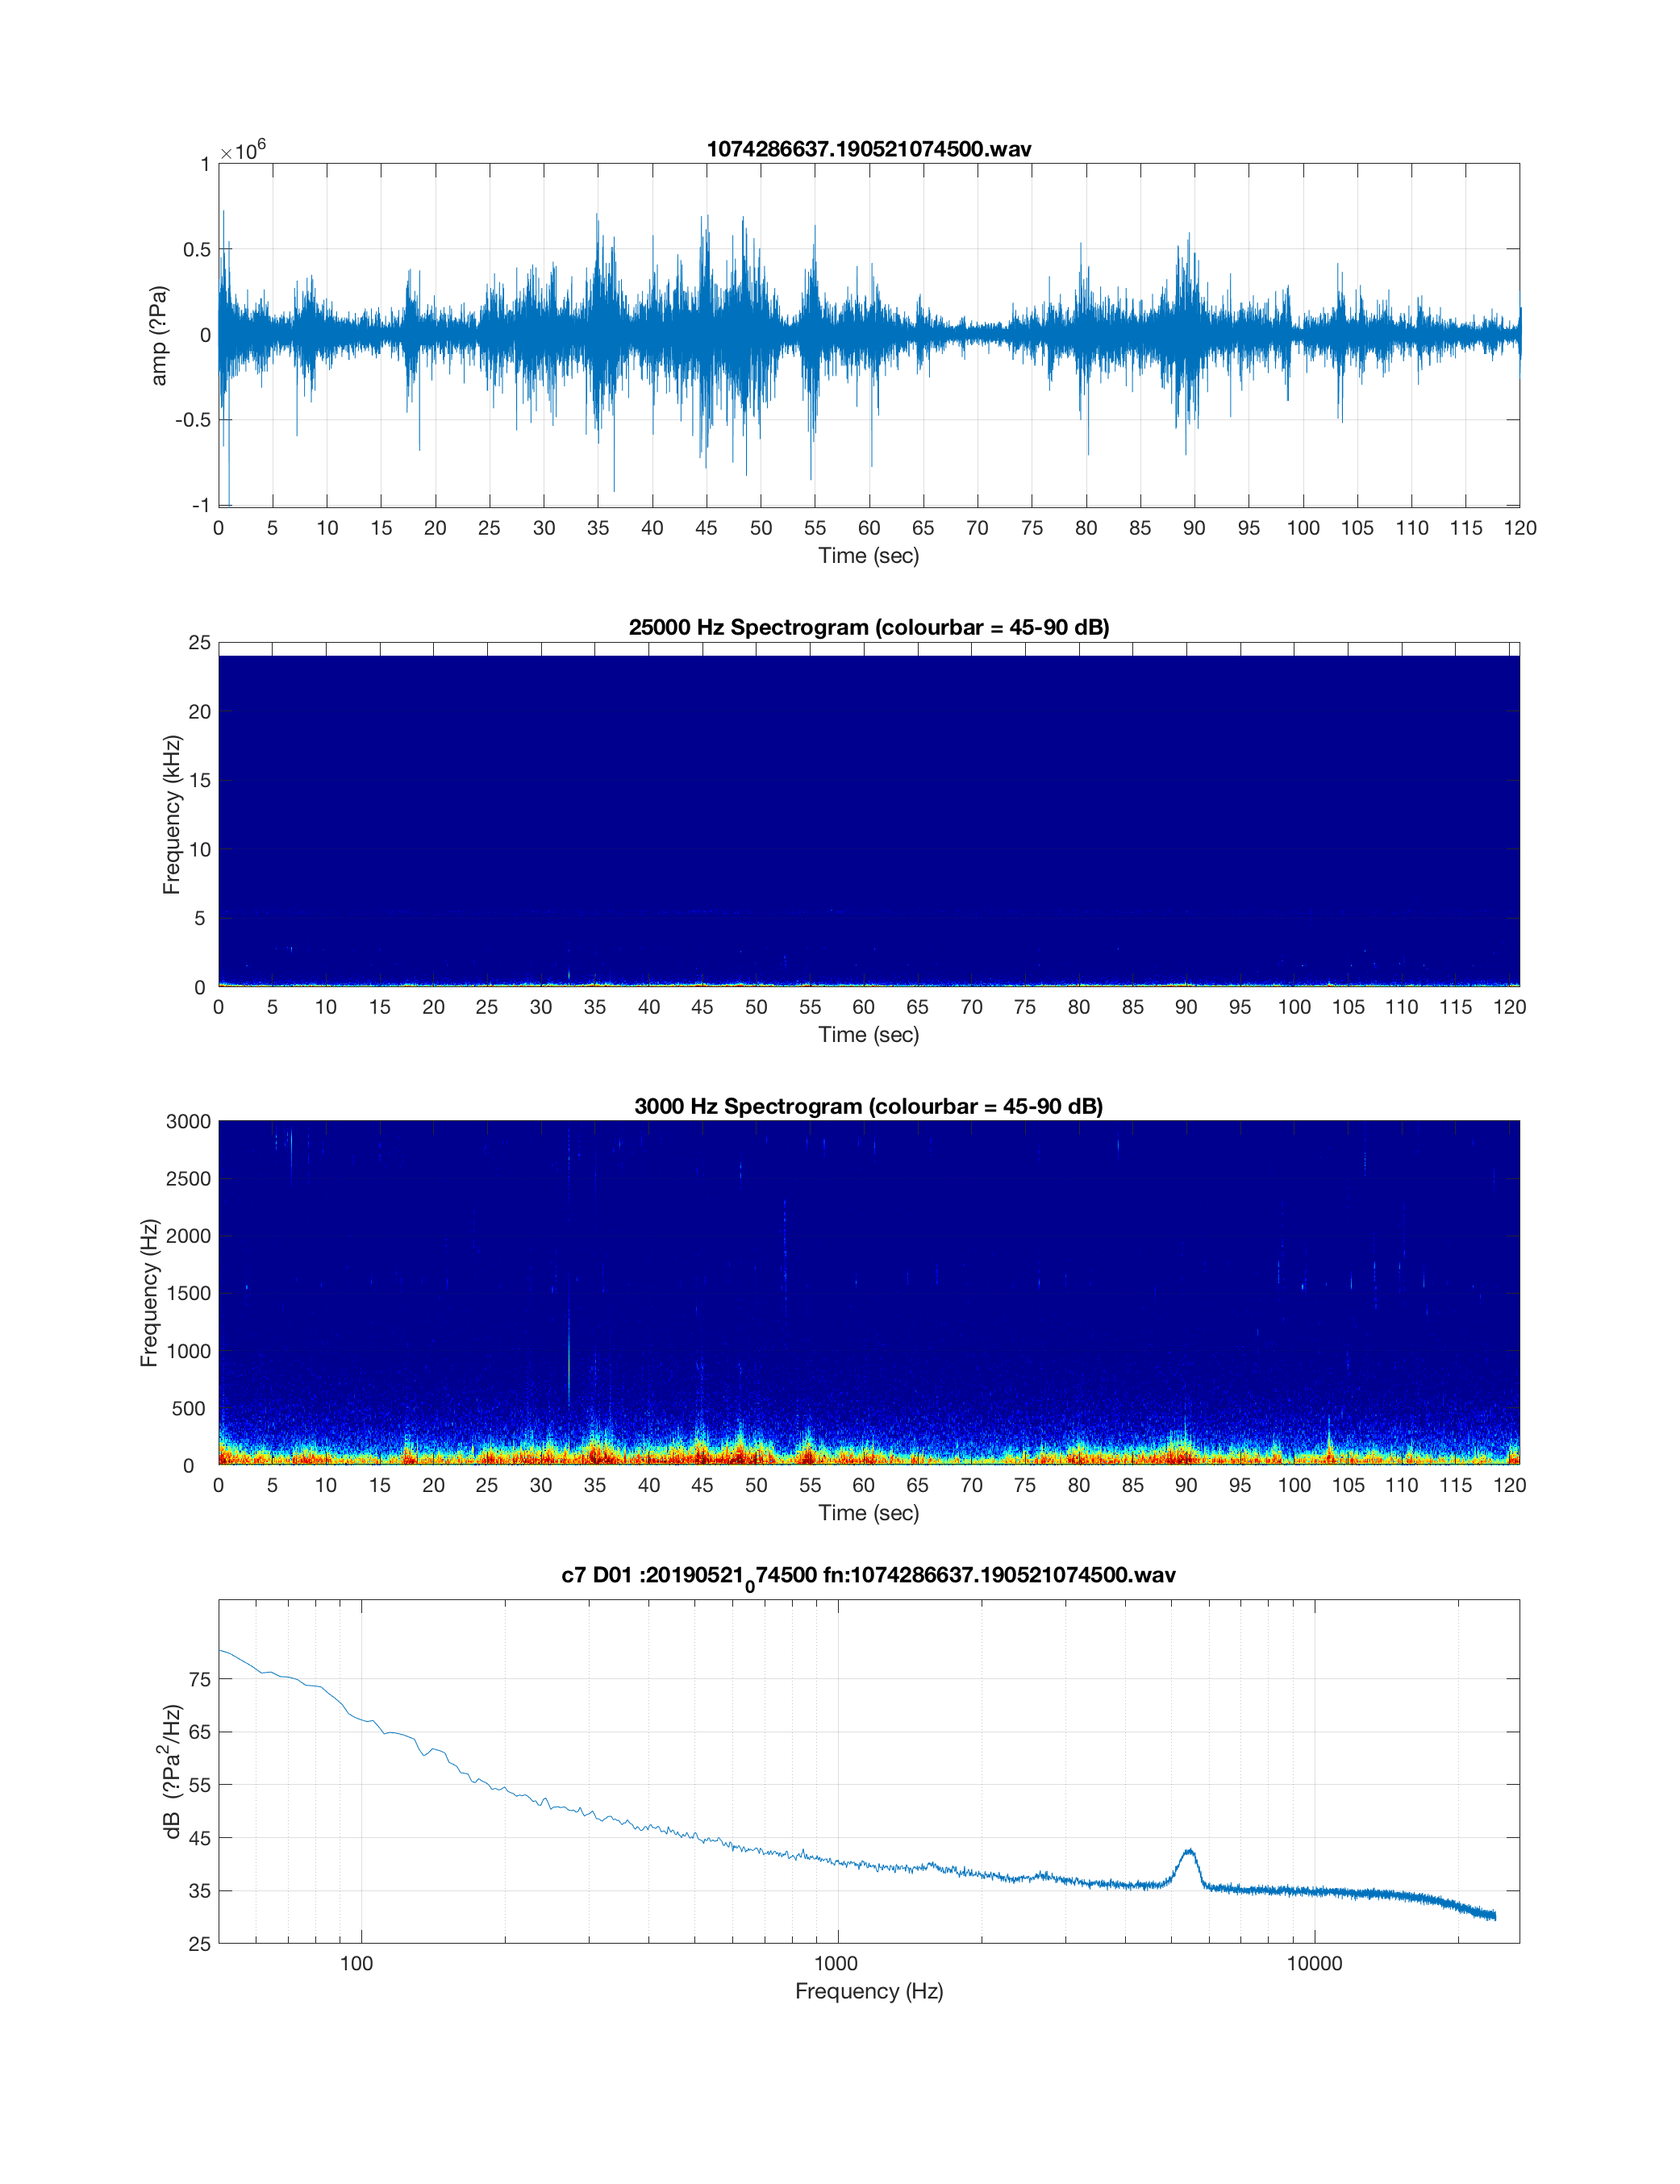 1074286637.190521074500.wav
×10^6
1
0.5
0
-0.5
-1
amp (?Pa)
0 5 10 15 20 25 30 35 40 45 50 55 60 65 70 75 80 85 90 95 100 105 110 115 120
Time (sec)
25000 Hz Spectrogram (colourbar = 45-90 dB)
25
20
15
10
5
0
Frequency (kHz)
0 5 10 15 20 25 30 35 40 45 50 55 60 65 70 75 80 85 90 95 100 105 110 115 120
Time (sec)
3000 Hz Spectrogram (colourbar = 45-90 dB)
3000
2500
2000
1500
1000
500
0
Frequency (Hz)
0 5 10 15 20 25 30 35 40 45 50 55 60 65 70 75 80 85 90 95 100 105 110 115 120
Time (sec)
c7 D01 :20190521_074500 fn:1074286637.190521074500.wav
75
65
55
45
35
25
dB (?Pa²/Hz)
100 1000 10000
Frequency (Hz)